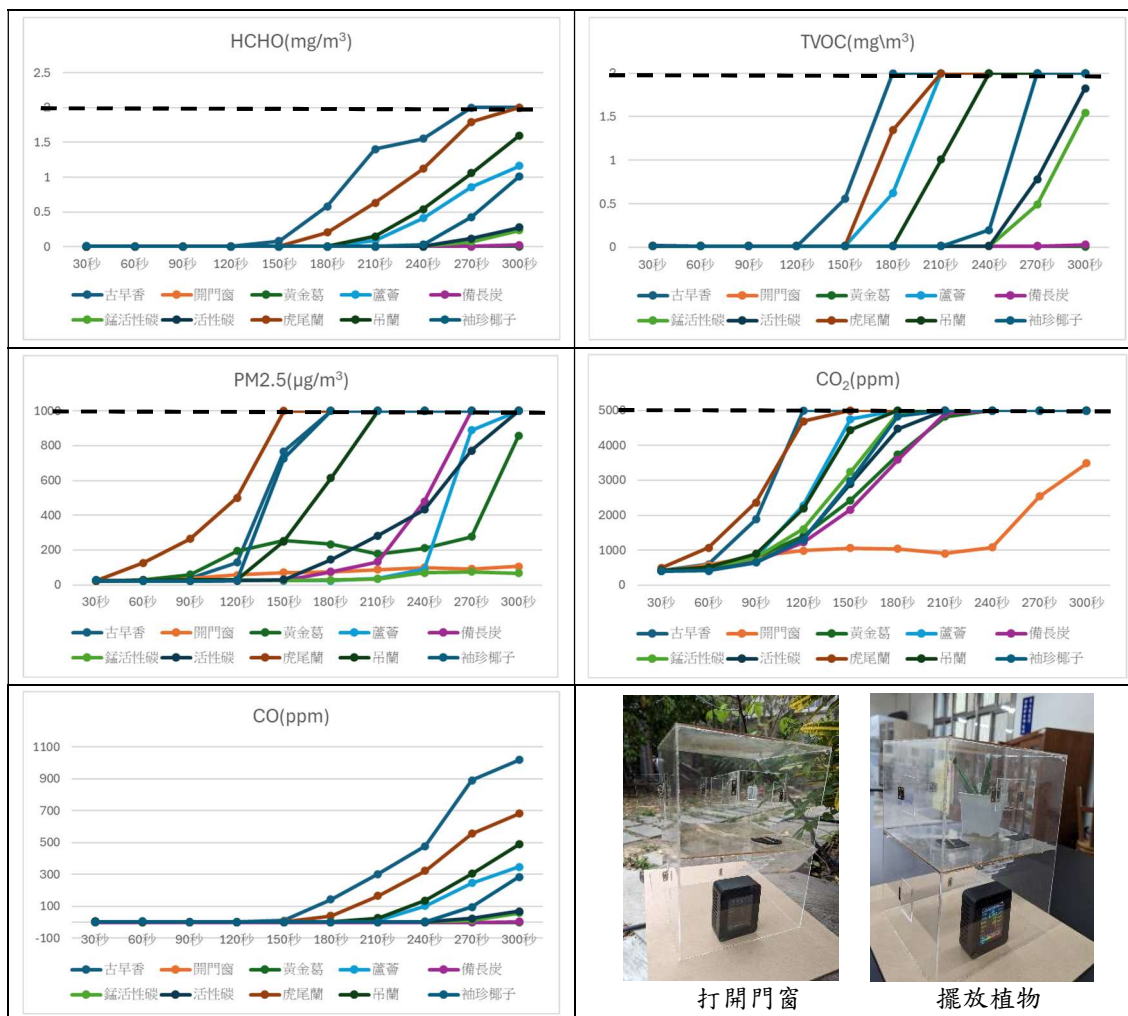 HCHO(mg/m³)
2.5
2
1.5
1
0.5
0
30秒 60秒 90秒 120秒 150秒 180秒 210秒 240秒 270秒 300秒
古早香 開門窗 黃金葛 蘆薈 備長炭
錳活性碳 活性碳 虎尾蘭 吊蘭 袖珍椰子
TVOC(mg\m³)
2
1.5
1
0.5
0
30秒 60秒 90秒 120秒 150秒 180秒 210秒 240秒 270秒 300秒
古早香 開門窗 黃金葛 蘆薈 備長炭
錳活性碳 活性碳 虎尾蘭 吊蘭 袖珍椰子
PM2.5(μg/m³)
1000
800
600
400
200
0
30秒 60秒 90秒 120秒 150秒 180秒 210秒 240秒 270秒 300秒
古早香 開門窗 黃金葛 蘆薈 備長炭
錳活性碳 活性碳 虎尾蘭 吊蘭 袖珍椰子
CO₂(ppm)
5000
4000
3000
2000
1000
0
30秒 60秒 90秒 120秒 150秒 180秒 210秒 240秒 270秒 300秒
古早香 開門窗 黃金葛 蘆薈 備長炭
錳活性碳 活性碳 虎尾蘭 吊蘭 袖珍椰子
CO(ppm)
1100
900
700
500
300
100
-100
30秒 60秒 90秒 120秒 150秒 180秒 210秒 240秒 270秒 300秒
古早香 開門窗 黃金葛 蘆薈 備長炭
錳活性碳 活性碳 虎尾蘭 吊蘭 袖珍椰子
打開門窗 擺放植物